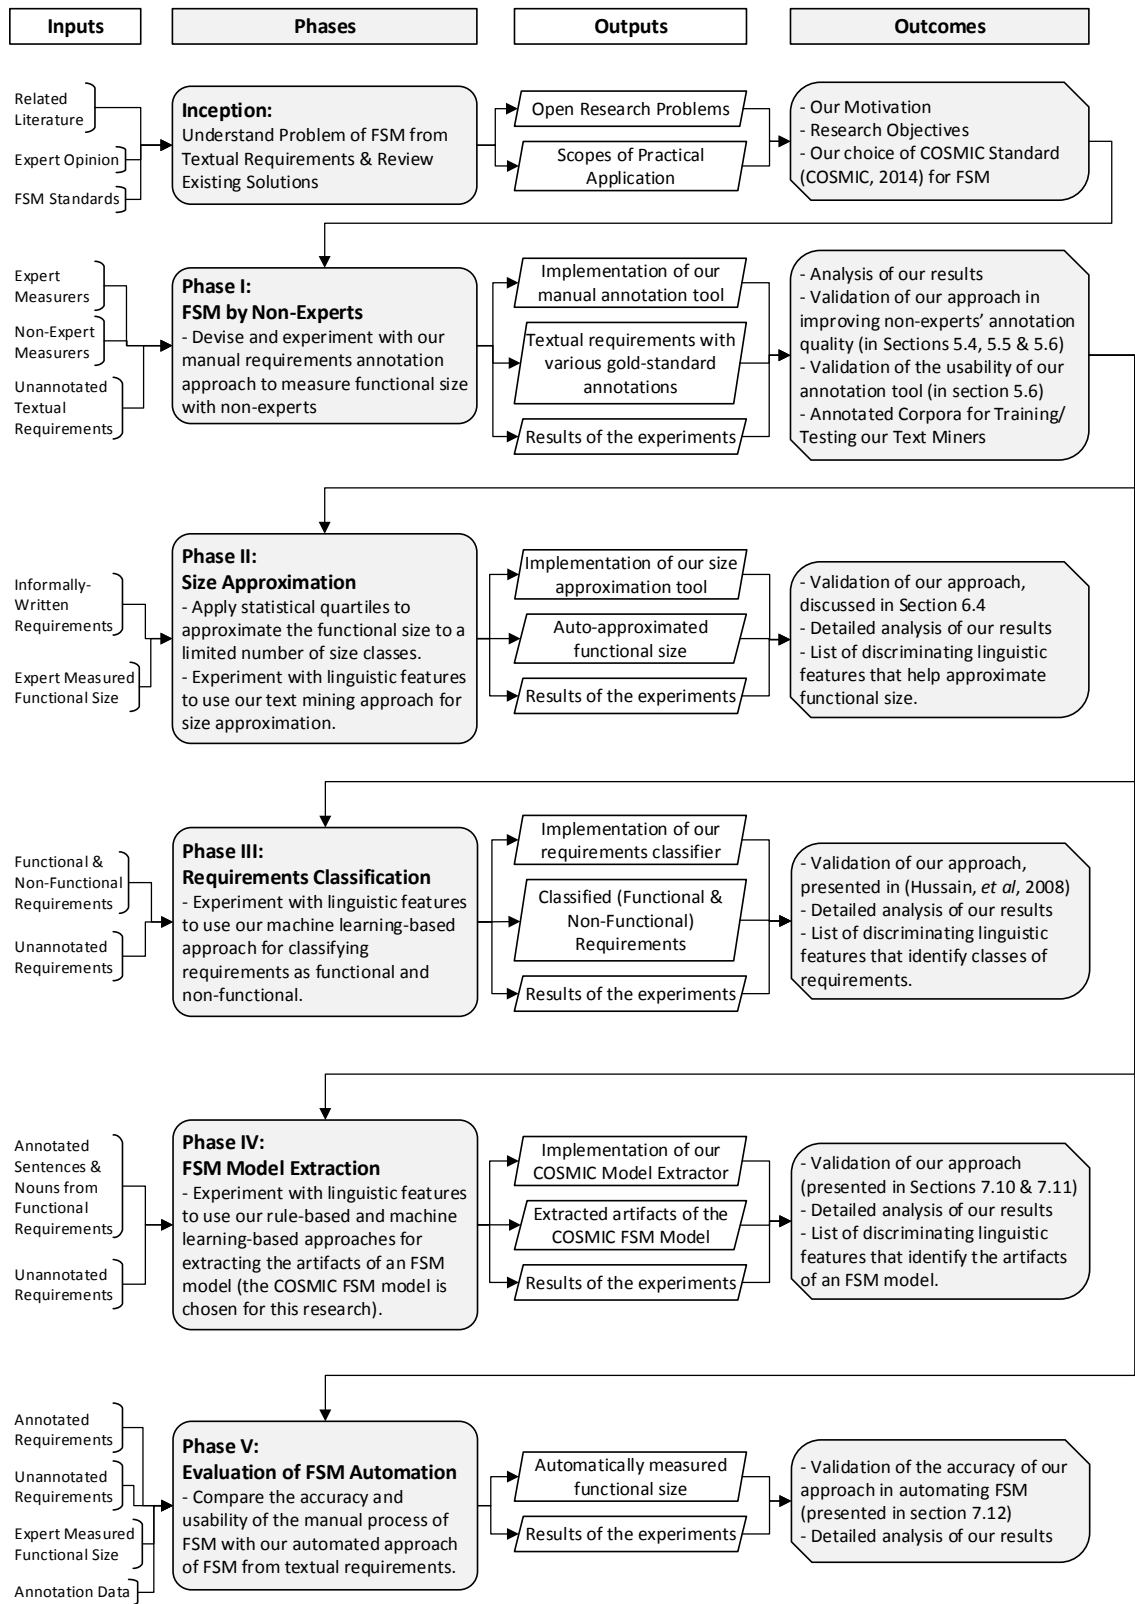 Inputs
Phases
Outputs
Outcomes
Related
Literature
Expert Opinion
FSM Standards
Inception:
Understand Problem of FSM from
Textual Requirements & Review
Existing Solutions
Open Research Problems
Scopes of Practical
Application
- Our Motivation
- Research Objectives
- Our choice of COSMIC Standard
(COSMIC, 2014) for FSM
Expert
Measurers
Non-Expert
Measurers
Unannotated
Textual
Requirements
Phase I:
FSM by Non-Experts
- Devise and experiment with our
manual requirements annotation
approach to measure functional size
with non-experts
Implementation of our
manual annotation tool
Textual requirements with
various gold-standard
annotations
Results of the experiments
- Analysis of our results
- Validation of our approach in
improving non-experts’ annotation
quality (in Sections 5.4, 5.5 & 5.6)
- Validation of the usability of our
annotation tool (in section 5.6)
- Annotated Corpora for Training/
Testing our Text Miners
Informally-
Written
Requirements
Expert Measured
Functional Size
Phase II:
Size Approximation
- Apply statistical quartiles to
approximate the functional size to a
limited number of size classes.
- Experiment with linguistic features
to use our text mining approach for
size approximation.
Implementation of our size
approximation tool
Auto-approximated
functional size
Results of the experiments
- Validation of our approach,
discussed in Section 6.4
- Detailed analysis of our results
- List of discriminating linguistic
features that help approximate
functional size.
Functional &
Non-Functional
Requirements
Unannotated
Requirements
Phase III:
Requirements Classification
- Experiment with linguistic features
to use our machine learning-based
approach for classifying
requirements as functional and
non-functional.
Implementation of our
requirements classifier
Classified (Functional &
Non-Functional)
Requirements
Results of the experiments
- Validation of our approach,
presented in (Hussain, et al, 2008)
- Detailed analysis of our results
- List of discriminating linguistic
features that identify classes of
requirements.
Annotated
Sentences &
Nouns from
Functional
Requirements
Unannotated
Requirements
Phase IV:
FSM Model Extraction
- Experiment with linguistic features
to use our rule-based and machine
learning-based approaches for
extracting the artifacts of an FSM
model (the COSMIC FSM model is
chosen for this research).
Implementation of our
COSMIC Model Extractor
Extracted artifacts of the
COSMIC FSM Model
Results of the experiments
- Validation of our approach
(presented in Sections 7.10 & 7.11)
- Detailed analysis of our results
- List of discriminating linguistic
features that identify the artifacts
of an FSM model.
Annotated
Requirements
Unannotated
Requirements
Expert Measured
Functional Size
Annotation Data
Phase V:
Evaluation of FSM Automation
- Compare the accuracy and
usability of the manual process of
FSM with our automated approach
of FSM from textual requirements.
Automatically measured
functional size
Results of the experiments
- Validation of the accuracy of our
approach in automating FSM
(presented in section 7.12)
- Detailed analysis of our results